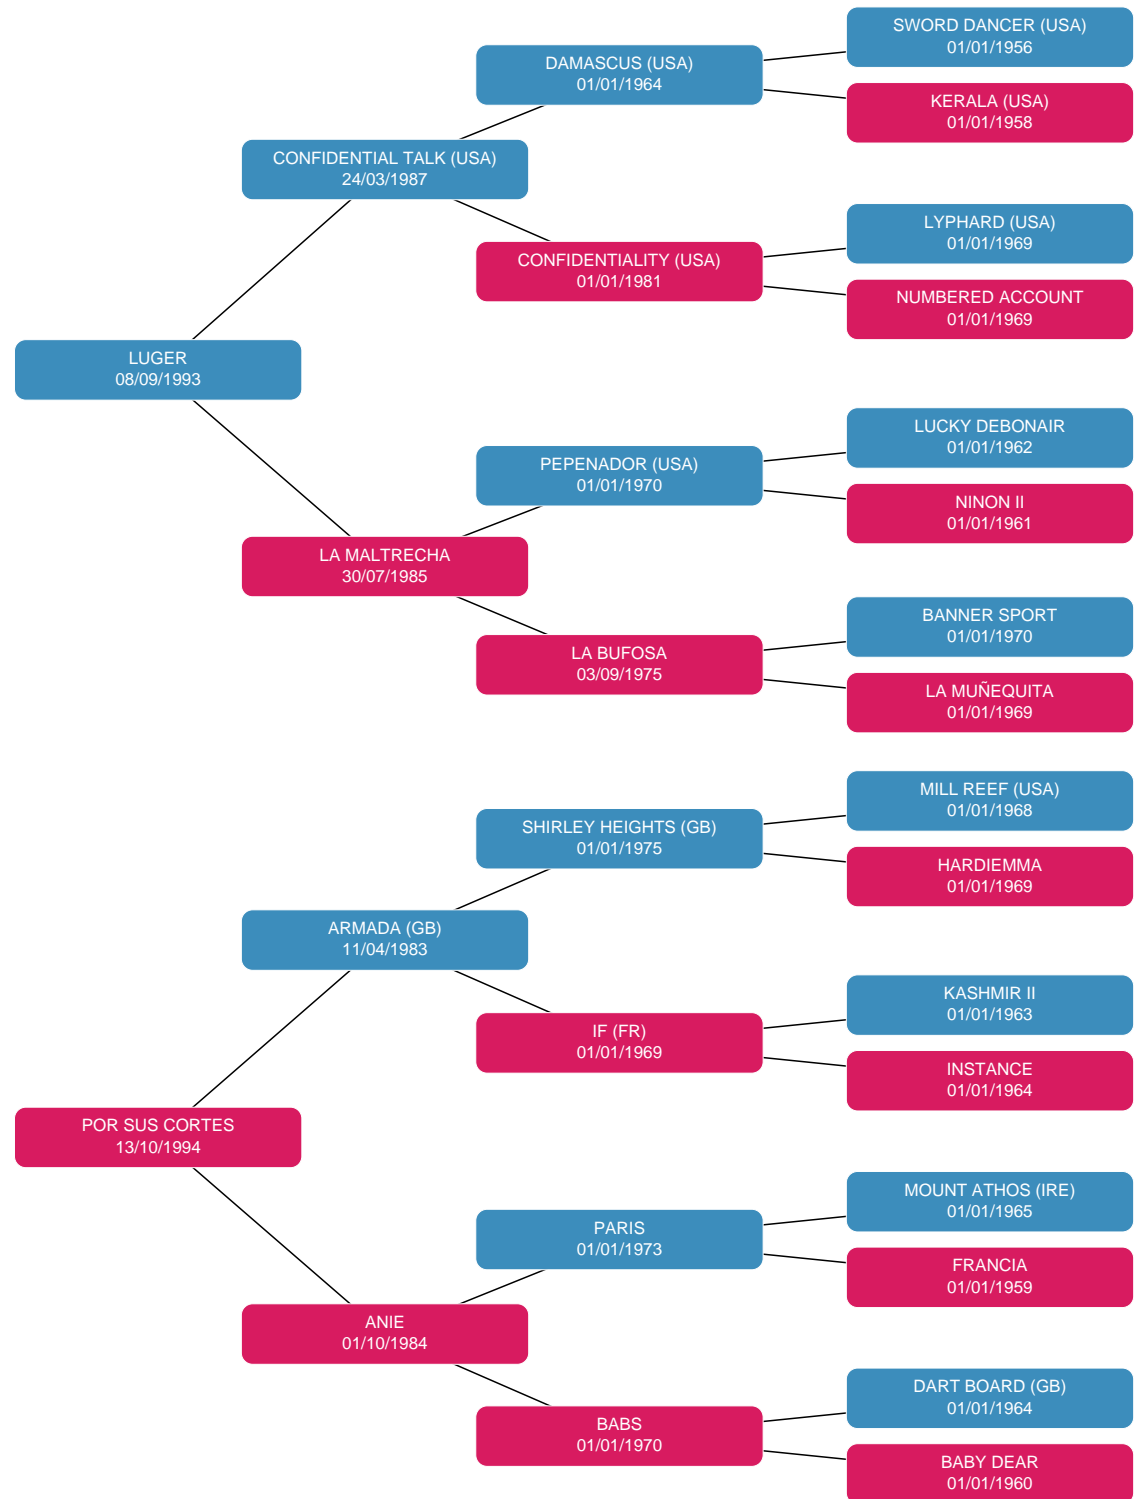 SWORD DANCER (USA)
01/01/1956
DAMASCUS (USA)
01/01/1964
KERALA (USA)
01/01/1958
CONFIDENTIAL TALK (USA)
24/03/1987
LYPHARD (USA)
01/01/1969
CONFIDENTIALITY (USA)
01/01/1981
NUMBERED ACCOUNT
01/01/1969
LUGER
08/09/1993
LUCKY DEBONAIR
01/01/1962
PEPENADOR (USA)
01/01/1970
NINON II
01/01/1961
LA MALTRECHA
30/07/1985
BANNER SPORT
01/01/1970
LA BUFOSA
03/09/1975
LA MUÑEQUITA
01/01/1969
MILL REEF (USA)
01/01/1968
SHIRLEY HEIGHTS (GB)
01/01/1975
HARDIEMMA
01/01/1969
ARMADA (GB)
11/04/1983
KASHMIR II
01/01/1963
IF (FR)
01/01/1969
INSTANCE
01/01/1964
POR SUS CORTES
13/10/1994
MOUNT ATHOS (IRE)
01/01/1965
PARIS
01/01/1973
FRANCIA
01/01/1959
ANIE
01/10/1984
DART BOARD (GB)
01/01/1964
BABS
01/01/1970
BABY DEAR
01/01/1960